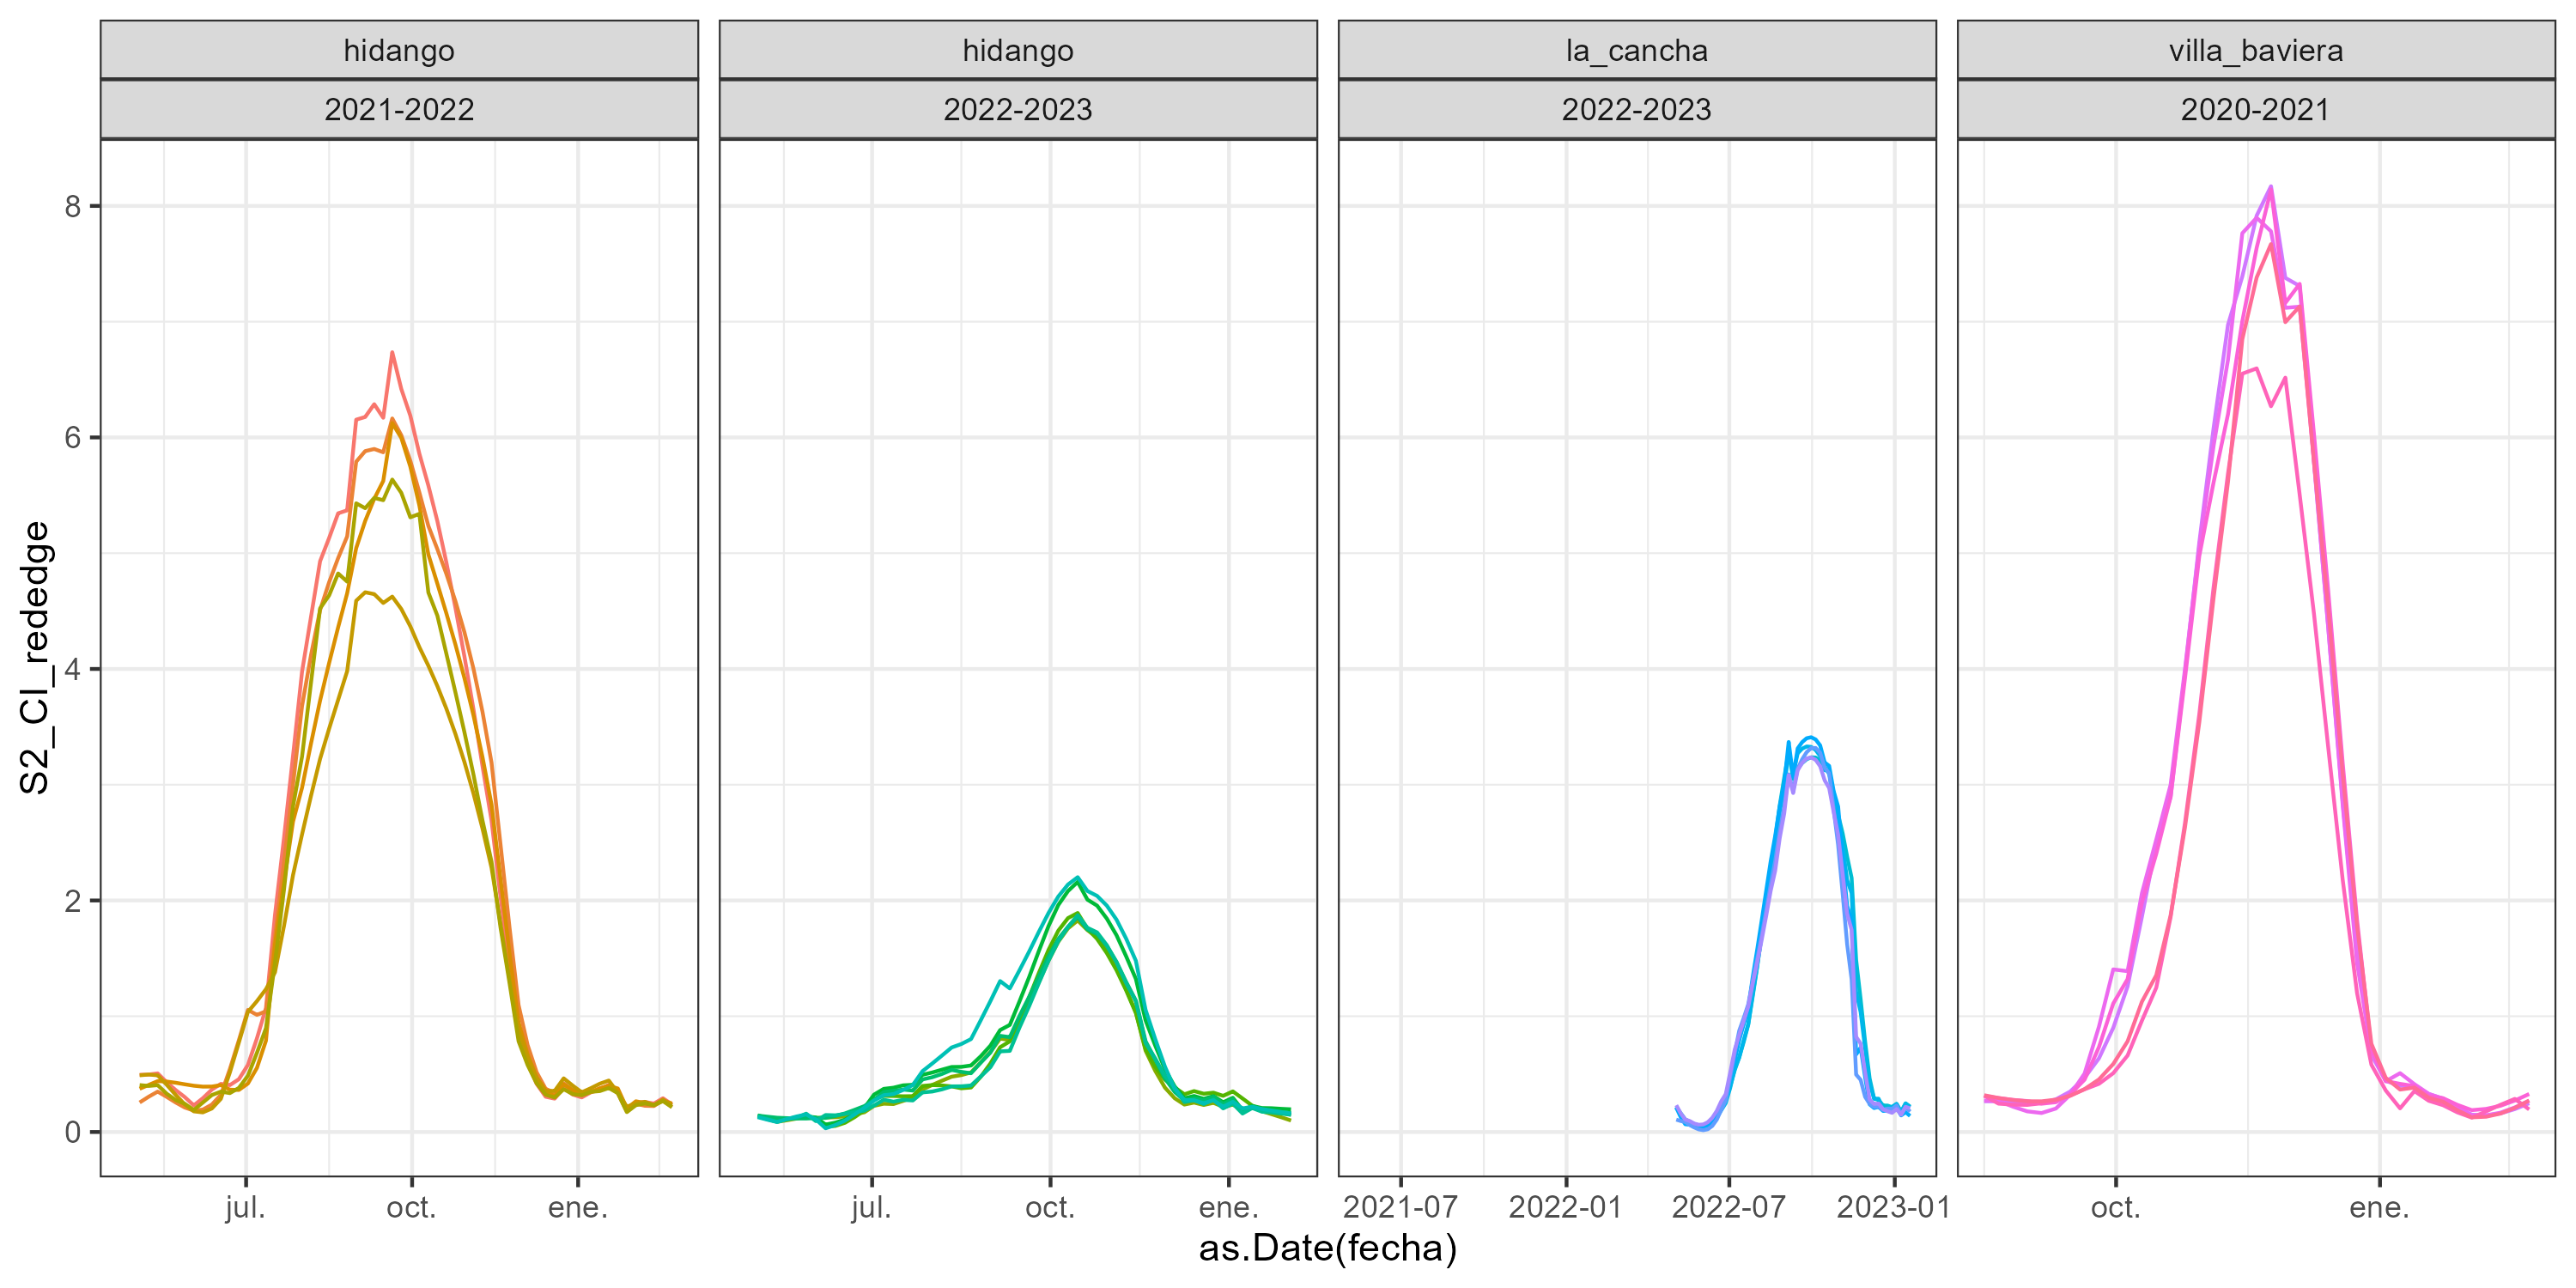 hidango
hidango
la_cancha
villa_baviera
2021-2022
2022-2023
2022-2023
2020-2021
S2_CI_rededge
8
6
4
2
0
jul.
oct.
ene.
jul.
oct.
ene.
2021-07
2022-01
2022-07
2023-01
oct.
ene.
as.Date(fecha)